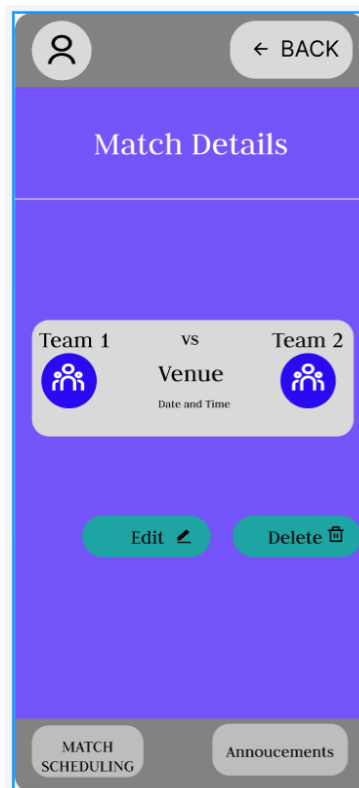 ← BACK
Match Details
Team 1 vs Team 2
Venue
Date and Time
Edit Delete
MATCH
SCHEDULING
Annoucements